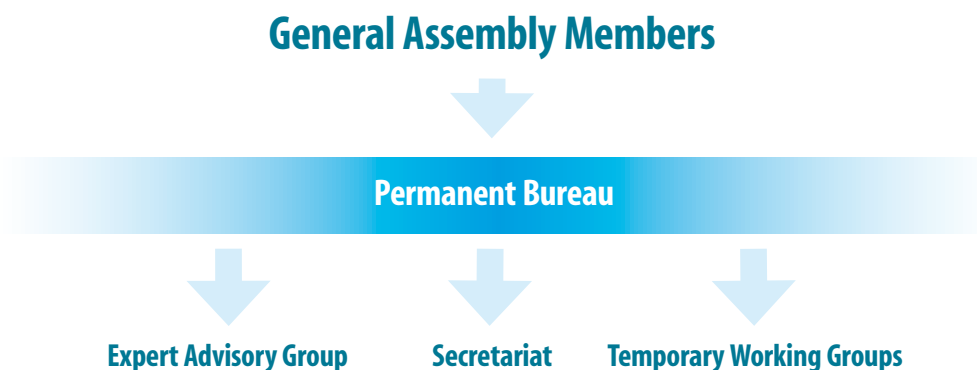 General Assembly Members
Permanent Bureau
Expert Advisory Group
Secretariat
Temporary Working Groups